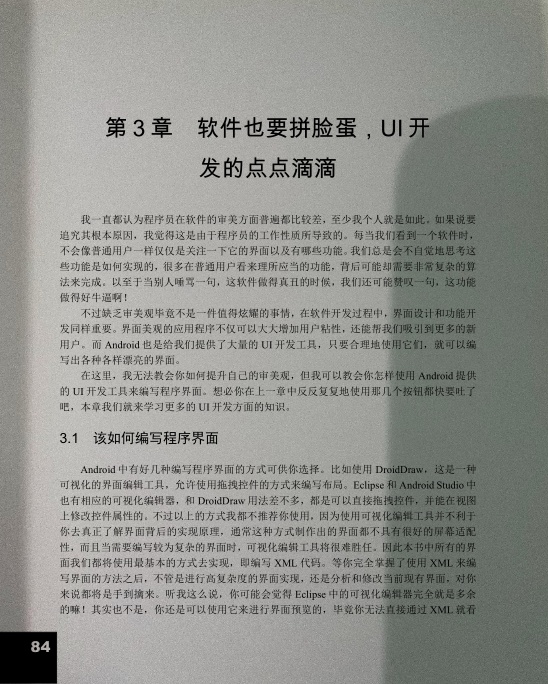 第 3 章　软件也要拼脸蛋，UI 开
发的点点滴滴
我一直都认为程序员在软件的审美方面普遍都比较差，至少我个人就是如此。如果说要
追究其根本原因，我觉得这是由于程序员的工作性质所导致的。每当我们看到一个软件时，
不会像普通用户一样仅仅是关注一下它的界面以及有哪些功能。我们总是会不自觉地思考这
些功能是如何实现的，很多在普通用户看来理所应当的功能，背后可能却需要非常复杂的算
法来完成。以至于当别人唾骂一句，这软件做得真丑的时候，我们还可能赞叹一句，这功能
做得好牛逼啊！
不过缺乏审美观毕竟不是一件值得炫耀的事情，在软件开发过程中，界面设计和功能开
发同样重要。界面美观的应用程序不仅可以大大增加用户粘性，还能帮我们吸引到更多的新
用户。而 Android 也是给我们提供了大量的 UI 开发工具，只要合理地使用它们，就可以编
写出各种各样漂亮的界面。
在这里，我无法教会你如何提升自己的审美观，但我可以教会你怎样使用 Android 提供
的 UI 开发工具来编写程序界面。想必你在上一章中反反复复地使用那几个按钮都快要吐了
吧，本章我们就来学习更多的 UI 开发方面的知识。
3.1　该如何编写程序界面
Android 中有好几种编写程序界面的方式可供你选择。比如使用 DroidDraw，这是一种
可视化的界面编辑工具，允许使用拖拽控件的方式来编写布局。Eclipse 和 Android Studio 中
也有相应的可视化编辑器，和 DroidDraw 用法差不多，都是可以直接拖拽控件，并能在视图
上修改控件属性的。不过以上的方式我都不推荐你使用，因为使用可视化编辑工具并不利于
你去真正了解界面背后的实现原理，通常这种方式制作出的界面都不具有很好的屏幕适配
性，而且当需要编写较为复杂的界面时，可视化编辑工具将很难胜任。因此本书中所有的界
面我们都将使用最基本的方式去实现，即编写 XML 代码。等你完全掌握了使用 XML 来编
写界面的方法之后，不管是进行高复杂度的界面实现，还是分析和修改当前现有界面，对你
来说都将是手到擒来。听我这么说，你可能会觉得 Eclipse 中的可视化编辑器完全就是多余
的嘛！其实也不是，你还是可以使用它来进行界面预览的，毕竟你无法直接通过 XML 就看
84